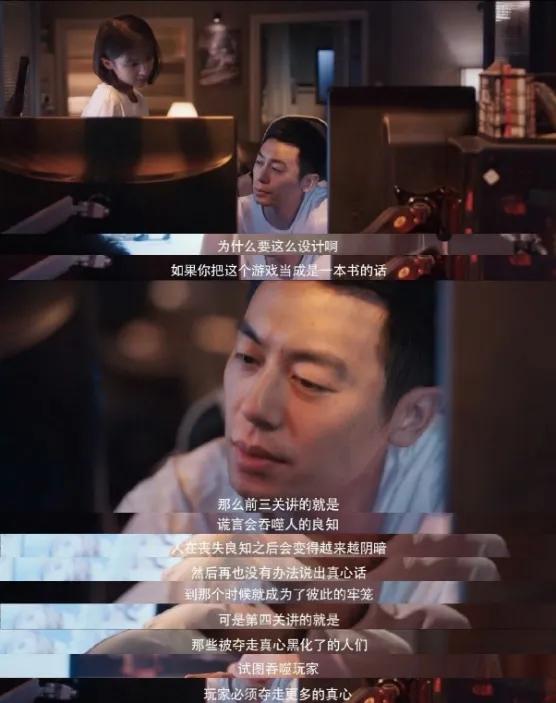 为什么要这么设计啊
如果你把这个游戏当成是一本书的话
那么前三关讲的就是
谎言会吞噬人的良知
人在丧失良知之后会变得越来越阴暗
然后再也没有办法说出真心话
到那个时候就成为了彼此的牢笼
可是第四关讲的就是
那些被夺走真心黑化了的人们
试图吞噬玩家
玩家必须夺走更多的真心